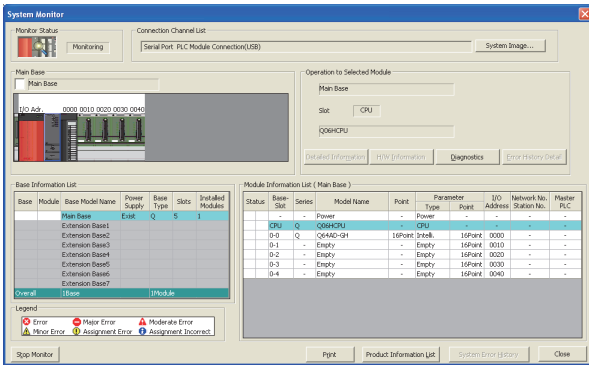 System Monitor
Monitor Status
Monitoring
Connection Channel List
Serial Port PLC Module Connection(USB)
System Image...
Main Base
Main Base
I/O Adr. 0000 0010 0020 0030 0040
Operation to Selected Module
Main Base
Slot CPU
Q06HCPU
Detailed Information H/W Information Diagnostics Error History Detail
Base Information List
Base Module Base Model Name Power Supply Base Type Slots Installed Modules
Main Base Exist Q 5 1
Extension Base1
Extension Base2
Extension Base3
Extension Base4
Extension Base5
Extension Base6
Extension Base7
Overall 1Base 1Module
Module Information List ( Main Base )
Status Base-Slot Series Model Name Point Parameter Type Point I/O Address Network No. Station No. Master PLC
- - Power - Power - - - -
CPU Q Q06HCPU - CPU - - - -
0-0 Q Q64AD-GH 16Point Intelli. 16Point 0000 - -
0-1 - Empty - Empty 16Point 0010 - -
0-2 - Empty - Empty 16Point 0020 - -
0-3 - Empty - Empty 16Point 0030 - -
0-4 - Empty - Empty 16Point 0040 - -
Legend
Error Major Error Moderate Error
Minor Error Assignment Error Assignment Incorrect
Stop Monitor Print Product Information List System Error History Close